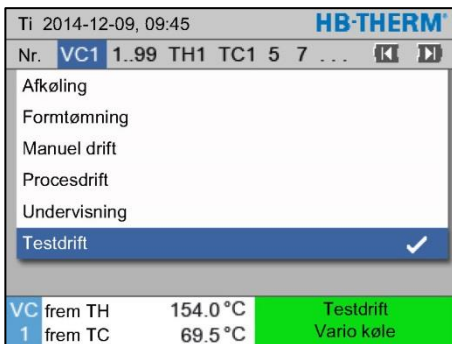 Ti 2014-12-09, 09:45 HB-THERM®
Nr. VC1 1..99 TH1 TC1 5 7 ...
Afkøling
Formtømning
Manuel drift
Procesdrift
Undervisning
Testdrift
VC frem TH 154.0 °C Testdrift
1 frem TC 69.5 °C Vario køle